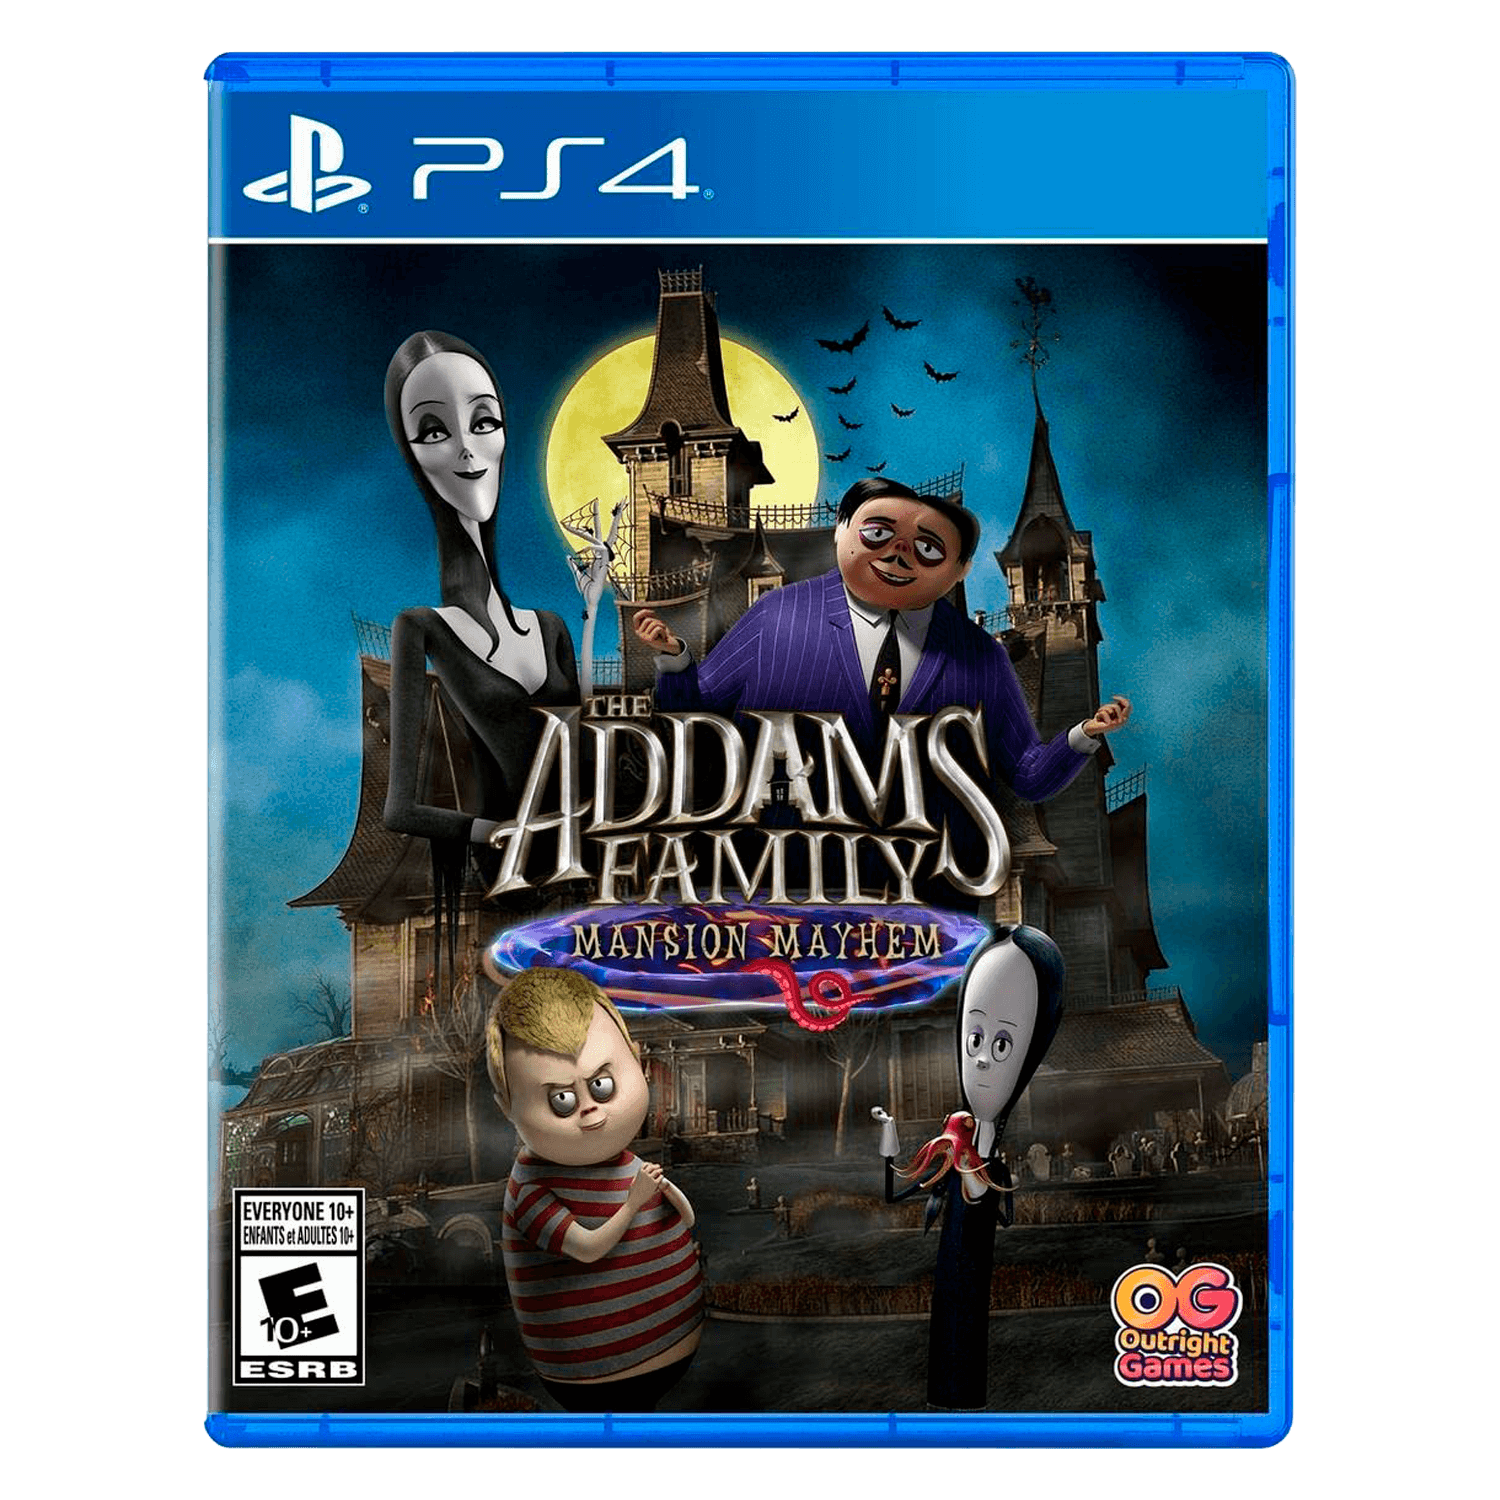 PS4
THE
ADDAMS
FAMILY
MANSION MAYHEM
EVERYONE 10+
ENFANTS et ADULTES 10+
E
10+
ESRB
OG
Outright
Games